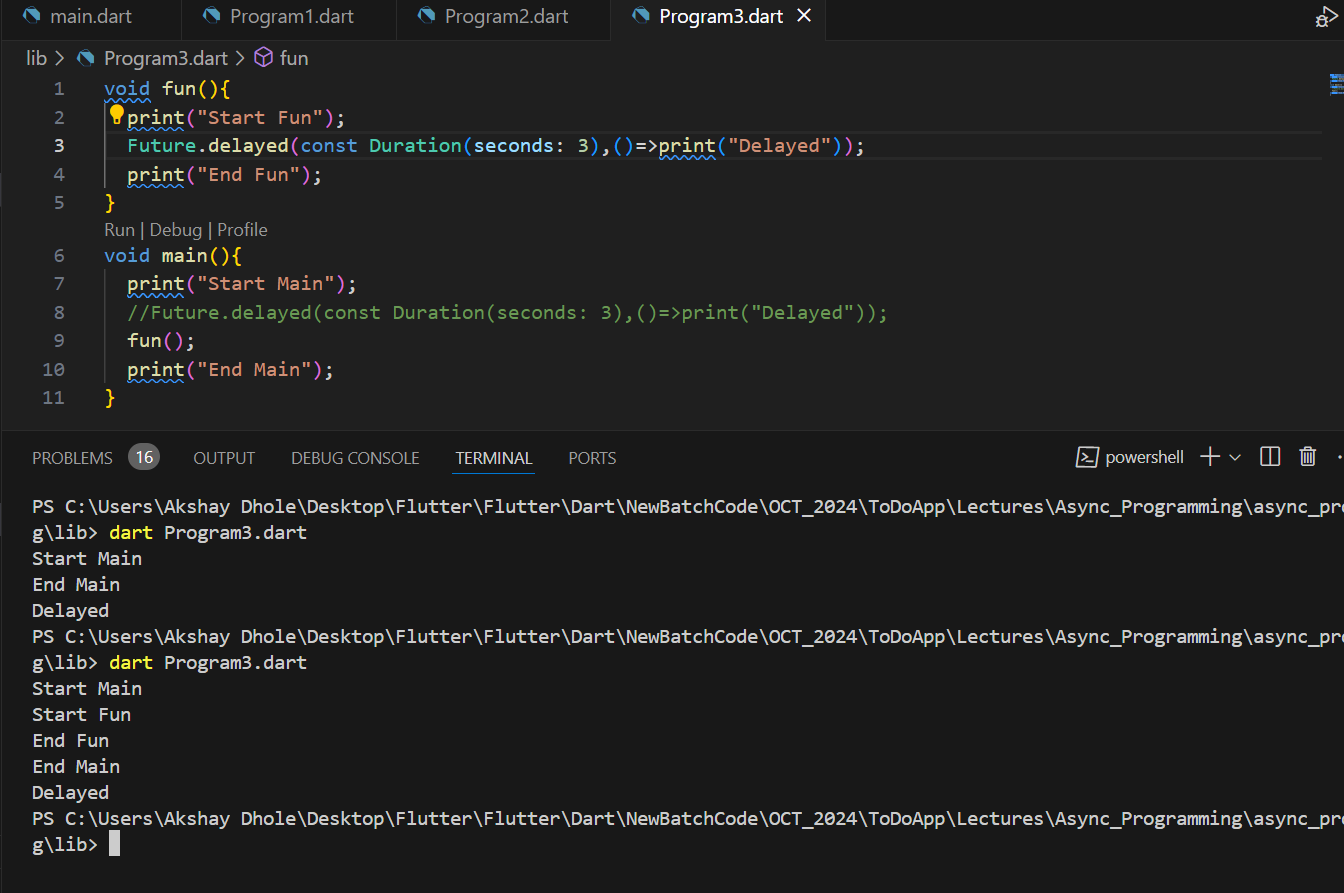 main.dart Program1.dart Program2.dart Program3.dart
lib > Program3.dart > fun
1 void fun(){
2 print("Start Fun");
3 Future.delayed(const Duration(seconds: 3),()=>print("Delayed"));
4 print("End Fun");
5 }
Run | Debug | Profile
6 void main(){
7 print("Start Main");
8 //Future.delayed(const Duration(seconds: 3),()=>print("Delayed"));
9 fun();
10 print("End Main");
11 }
PROBLEMS 16 OUTPUT DEBUG CONSOLE TERMINAL PORTS powershell
PS C:\Users\Akshay Dhole\Desktop\Flutter\Flutter\Dart\NewBatchCode\OCT_2024\ToDoApp\Lectures\Async_Programming\async_pro
g\lib> dart Program3.dart
Start Main
End Main
Delayed
PS C:\Users\Akshay Dhole\Desktop\Flutter\Flutter\Dart\NewBatchCode\OCT_2024\ToDoApp\Lectures\Async_Programming\async_pro
g\lib> dart Program3.dart
Start Main
Start Fun
End Fun
End Main
Delayed
PS C:\Users\Akshay Dhole\Desktop\Flutter\Flutter\Dart\NewBatchCode\OCT_2024\ToDoApp\Lectures\Async_Programming\async_pro
g\lib>